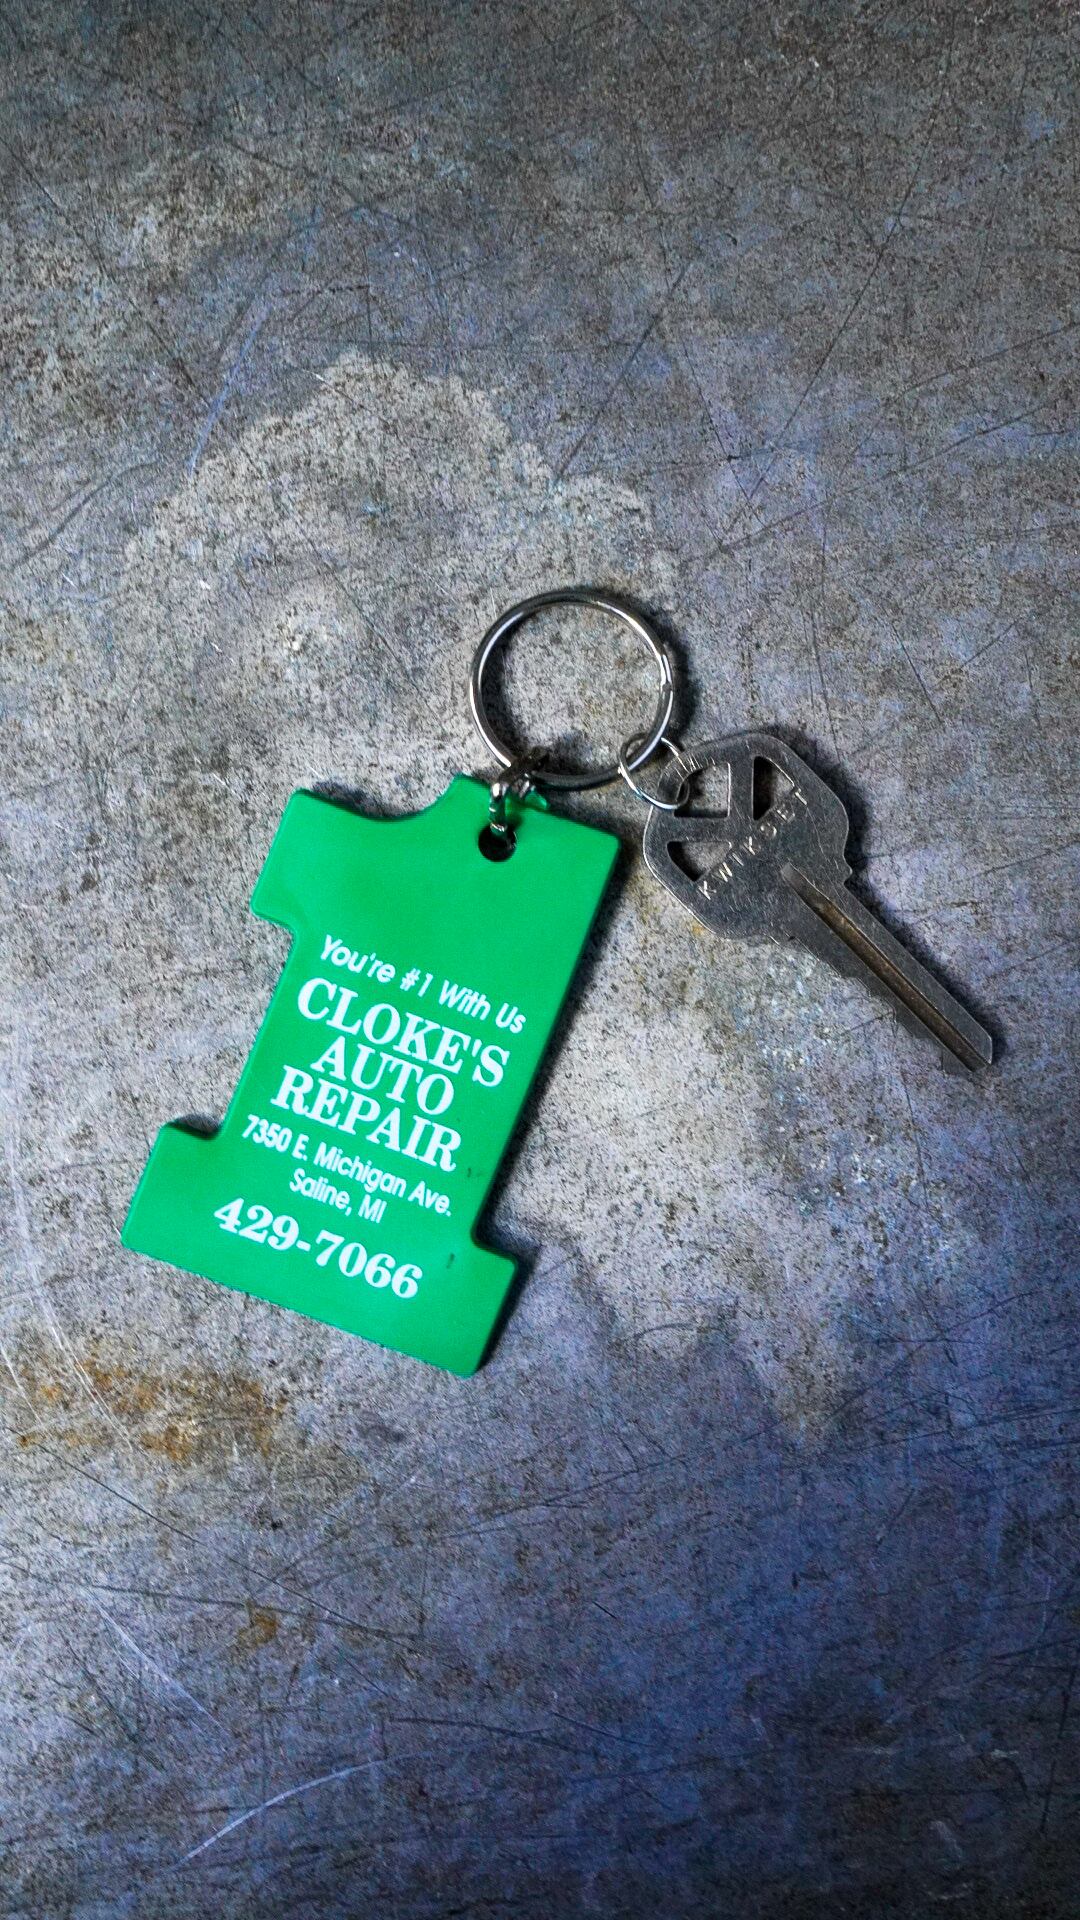 You're #1 With Us
CLOKE'S
AUTO
REPAIR
7350 E. Michigan Ave.
Saline, MI
429-7066
KWIKSET